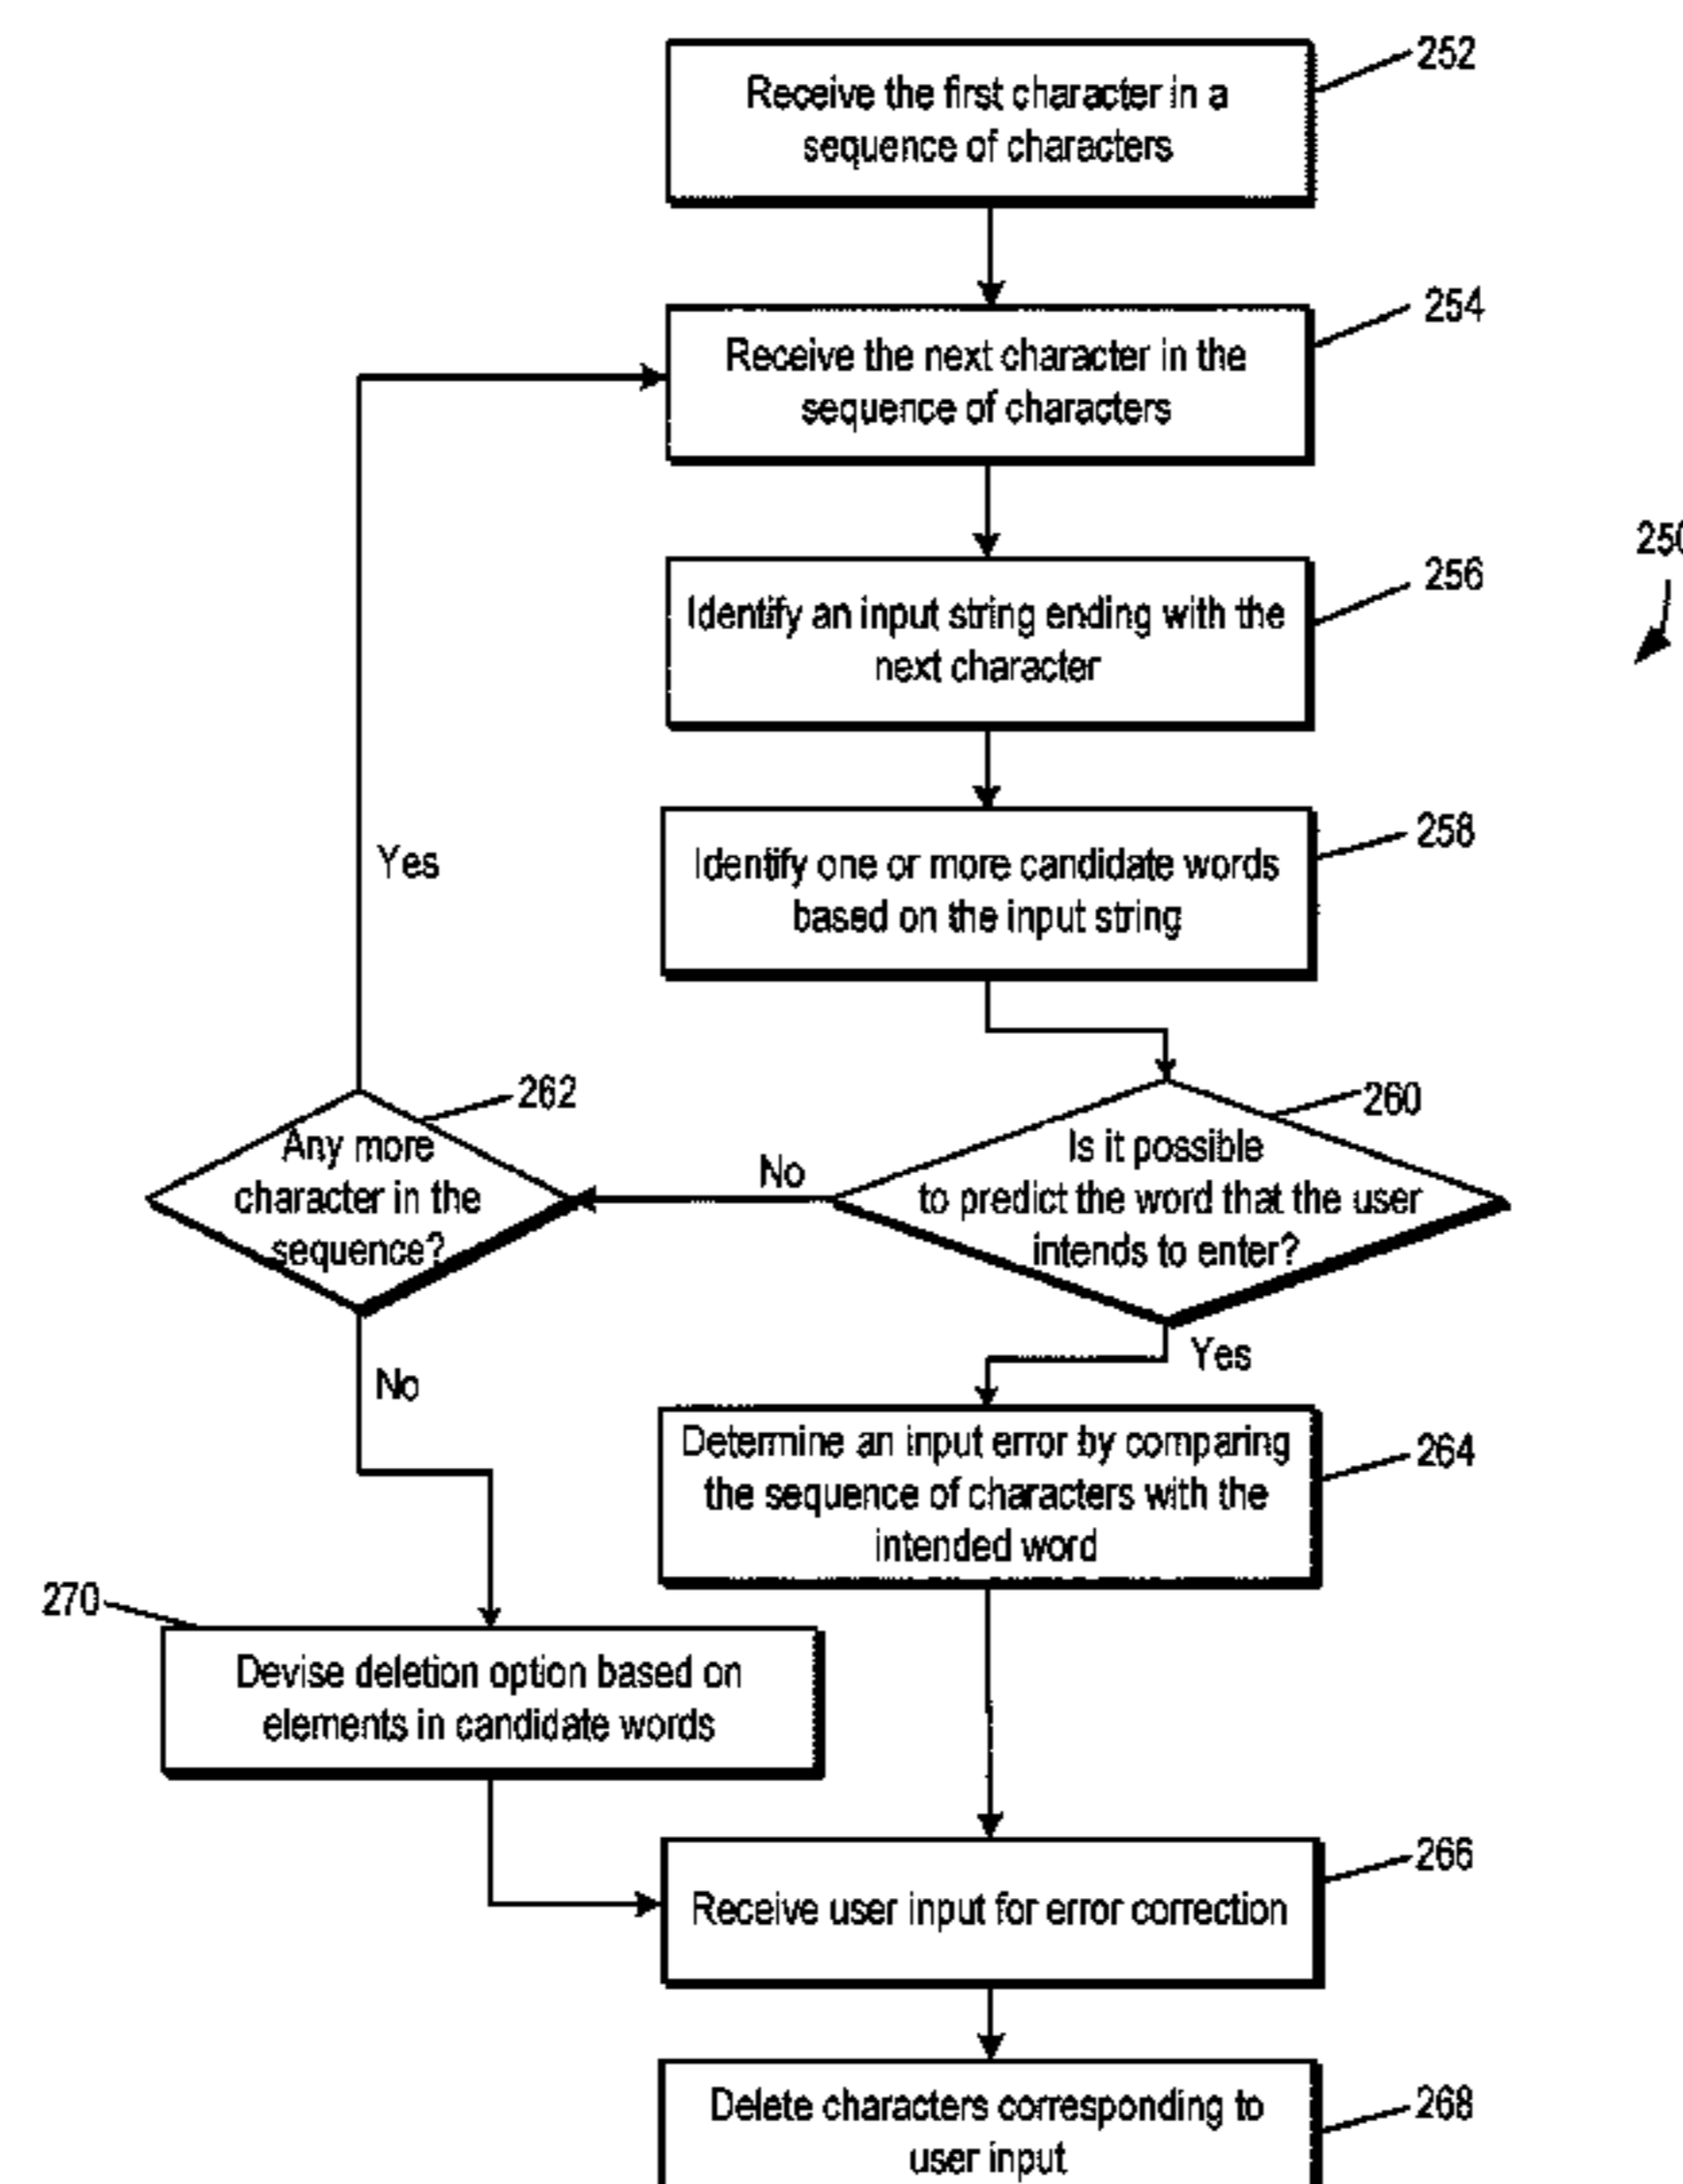 252
Receive the first character in a
sequence of characters
254
Receive the next character in the
sequence of characters
250
256
Identify an input string ending with the
next character
258
Identify one or more candidate words
based on the input string
Yes
262
Any more
character in the
sequence?
No
260
Is it possible
to predict the word that the user
intends to enter?
Yes
No
264
Determine an input error by comparing
the sequence of characters with the
intended word
270
Devise deletion option based on
elements in candidate words
266
Receive user input for error correction
268
Delete characters corresponding to
user input